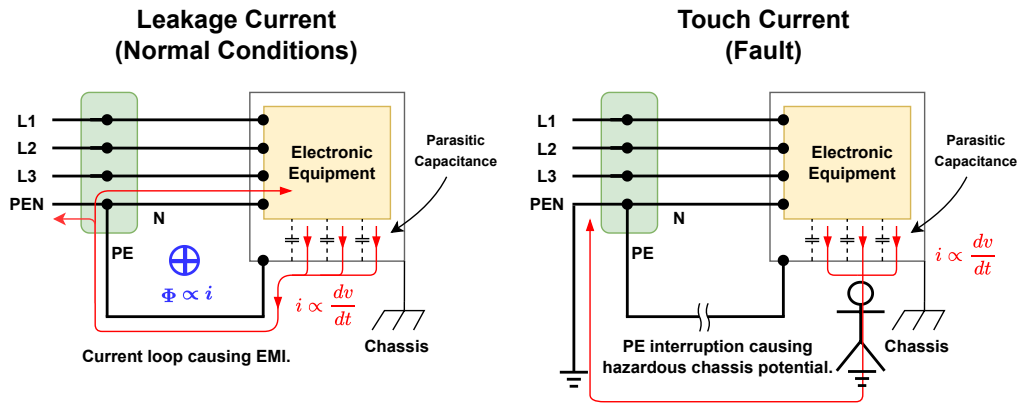 Leakage Current
(Normal Conditions)
L1
L2
L3
PEN
N
PE
Electronic
Equipment
Parasitic
Capacitance
Φ ∝ i
i ∝ dv/dt
Chassis
Current loop causing EMI.
Touch Current
(Fault)
L1
L2
L3
PEN
N
PE
Electronic
Equipment
Parasitic
Capacitance
i ∝ dv/dt
Chassis
PE interruption causing
hazardous chassis potential.